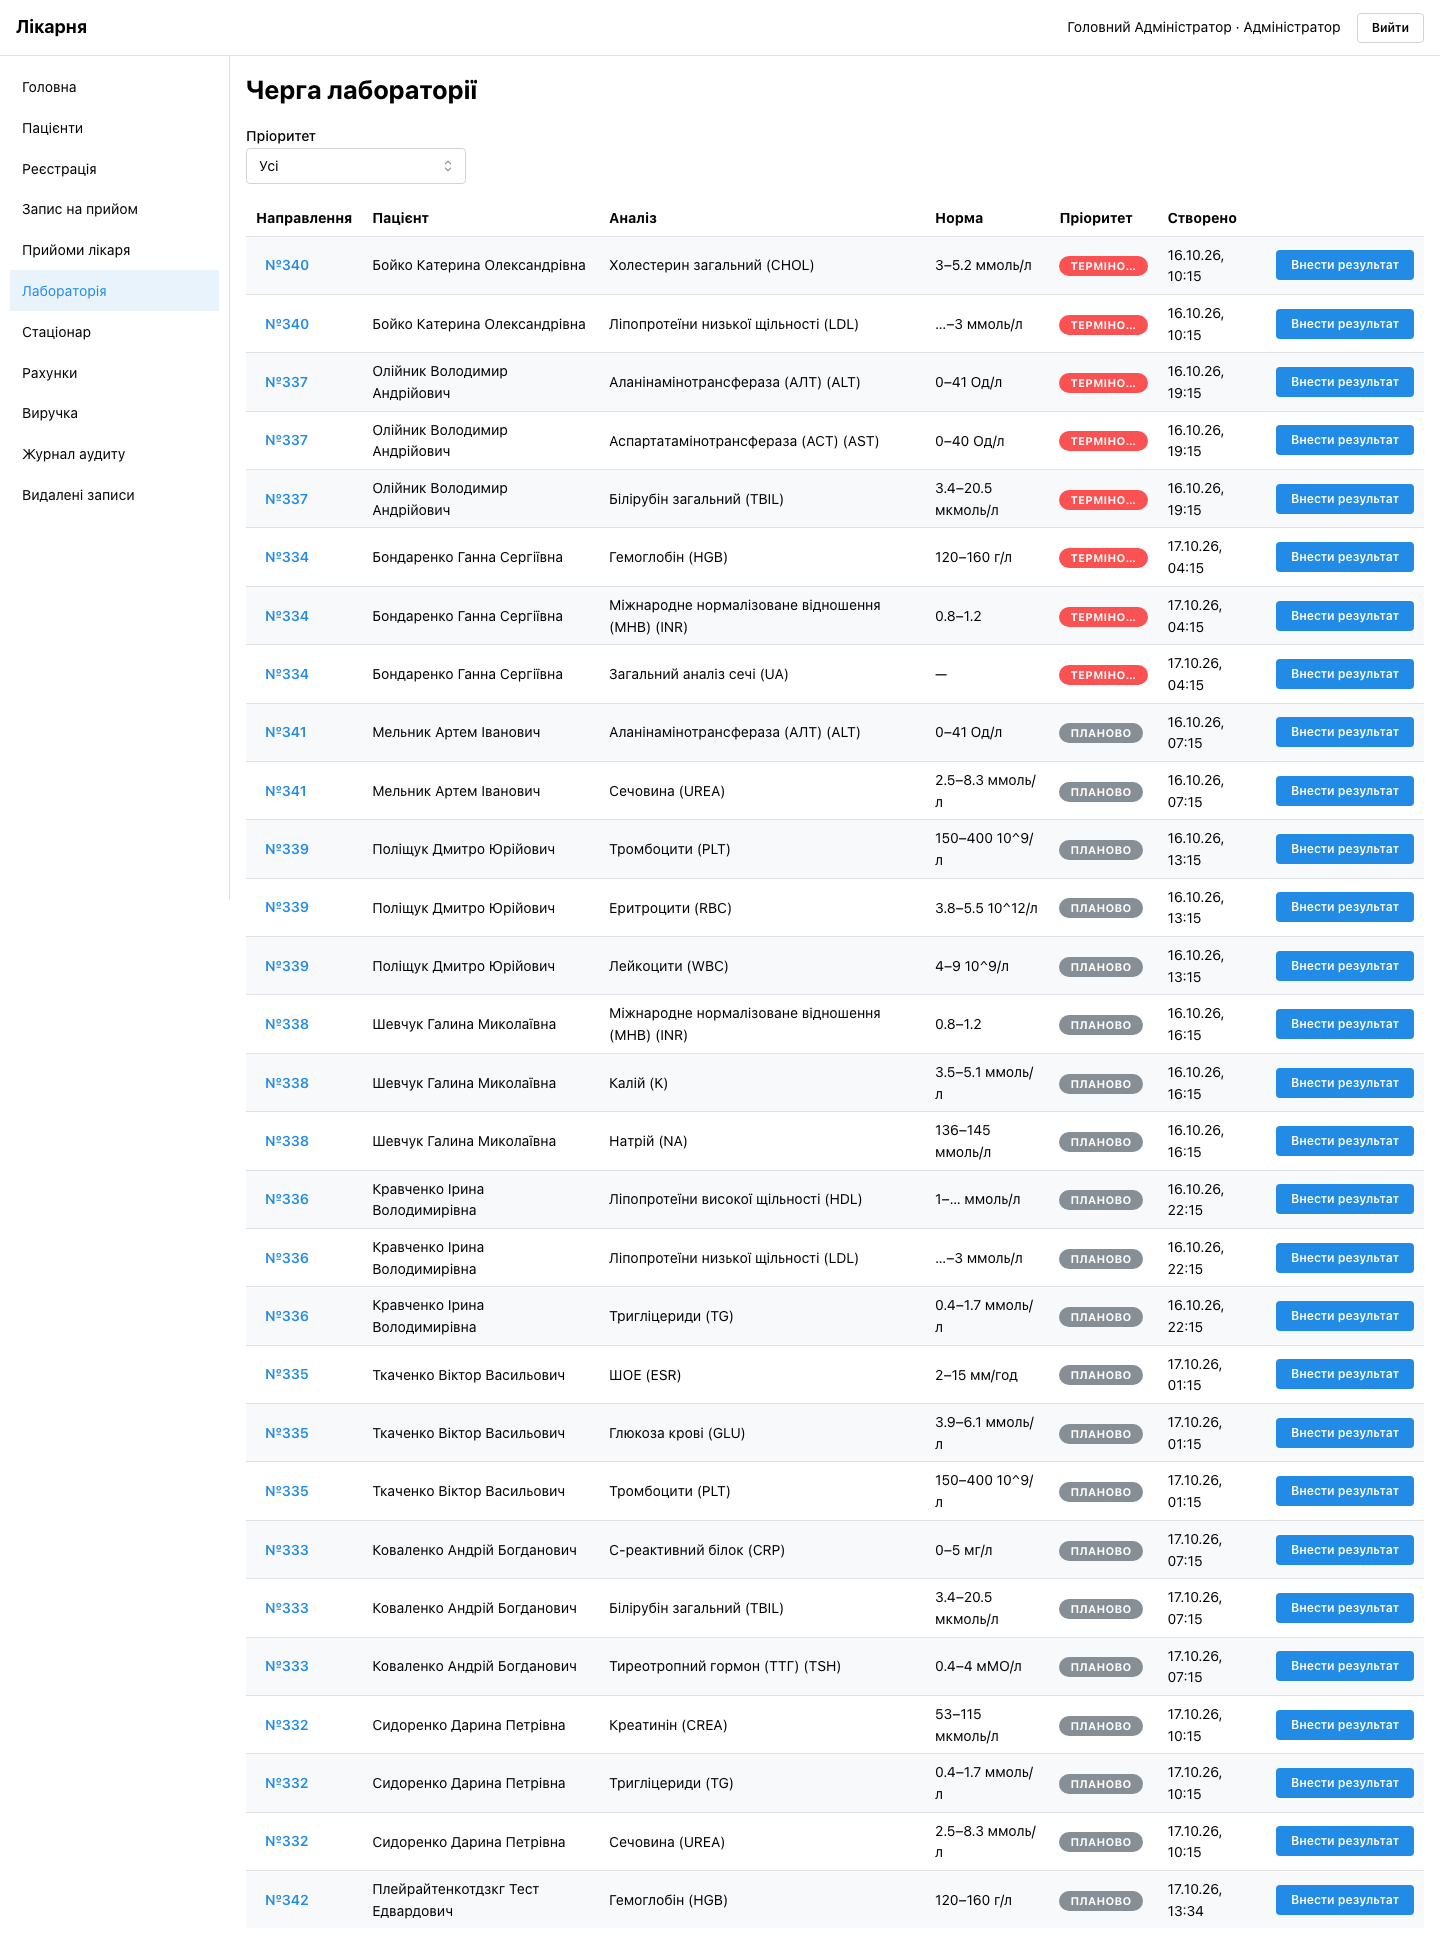 Лікарня
Головний Адміністратор · Адміністратор
Вийти
Головна
Пацієнти
Реєстрація
Запис на прийом
Прийоми лікаря
Лабораторія
Стаціонар
Рахунки
Виручка
Журнал аудиту
Видалені записи
Черга лабораторії
Пріоритет
Усі
Направлення Пацієнт Аналіз Норма Пріоритет Створено
№340 Бойко Катерина Олександрівна Холестерин загальний (CHOL) 3–5.2 ммоль/л ТЕРМІНО... 16.10.26, 10:15 Внести результат
№340 Бойко Катерина Олександрівна Ліпопротеїни низької щільності (LDL) ...–3 ммоль/л ТЕРМІНО... 16.10.26, 10:15 Внести результат
№337 Олійник Володимир Андрійович Аланінамінотрансфераза (АЛТ) (ALT) 0–41 Од/л ТЕРМІНО... 16.10.26, 19:15 Внести результат
№337 Олійник Володимир Андрійович Аспартатамінотрансфераза (АСТ) (AST) 0–40 Од/л ТЕРМІНО... 16.10.26, 19:15 Внести результат
№337 Олійник Володимир Андрійович Білірубін загальний (TBIL) 3.4–20.5 мкмоль/л ТЕРМІНО... 16.10.26, 19:15 Внести результат
№334 Бондаренко Ганна Сергіївна Гемоглобін (HGB) 120–160 г/л ТЕРМІНО... 17.10.26, 04:15 Внести результат
№334 Бондаренко Ганна Сергіївна Міжнародне нормалізоване відношення (МНВ) (INR) 0.8–1.2 ТЕРМІНО... 17.10.26, 04:15 Внести результат
№334 Бондаренко Ганна Сергіївна Загальний аналіз сечі (UA) — ТЕРМІНО... 17.10.26, 04:15 Внести результат
№341 Мельник Артем Іванович Аланінамінотрансфераза (АЛТ) (ALT) 0–41 Од/л ПЛАНОВО 16.10.26, 07:15 Внести результат
№341 Мельник Артем Іванович Сечовина (UREA) 2.5–8.3 ммоль/л ПЛАНОВО 16.10.26, 07:15 Внести результат
№339 Поліщук Дмитро Юрійович Тромбоцити (PLT) 150–400 10^9/л ПЛАНОВО 16.10.26, 13:15 Внести результат
№339 Поліщук Дмитро Юрійович Еритроцити (RBC) 3.8–5.5 10^12/л ПЛАНОВО 16.10.26, 13:15 Внести результат
№339 Поліщук Дмитро Юрійович Лейкоцити (WBC) 4–9 10^9/л ПЛАНОВО 16.10.26, 13:15 Внести результат
№338 Шевчук Галина Миколаївна Міжнародне нормалізоване відношення (МНВ) (INR) 0.8–1.2 ПЛАНОВО 16.10.26, 16:15 Внести результат
№338 Шевчук Галина Миколаївна Калій (K) 3.5–5.1 ммоль/л ПЛАНОВО 16.10.26, 16:15 Внести результат
№338 Шевчук Галина Миколаївна Натрій (NA) 136–145 ммоль/л ПЛАНОВО 16.10.26, 16:15 Внести результат
№336 Кравченко Ірина Володимирівна Ліпопротеїни високої щільності (HDL) 1–... ммоль/л ПЛАНОВО 16.10.26, 22:15 Внести результат
№336 Кравченко Ірина Володимирівна Ліпопротеїни низької щільності (LDL) ...–3 ммоль/л ПЛАНОВО 16.10.26, 22:15 Внести результат
№336 Кравченко Ірина Володимирівна Тригліцериди (TG) 0.4–1.7 ммоль/л ПЛАНОВО 16.10.26, 22:15 Внести результат
№335 Ткаченко Віктор Васильович ШОЕ (ESR) 2–15 мм/год ПЛАНОВО 17.10.26, 01:15 Внести результат
№335 Ткаченко Віктор Васильович Глюкоза крові (GLU) 3.9–6.1 ммоль/л ПЛАНОВО 17.10.26, 01:15 Внести результат
№335 Ткаченко Віктор Васильович Тромбоцити (PLT) 150–400 10^9/л ПЛАНОВО 17.10.26, 01:15 Внести результат
№333 Коваленко Андрій Богданович С-реактивний білок (CRP) 0–5 мг/л ПЛАНОВО 17.10.26, 07:15 Внести результат
№333 Коваленко Андрій Богданович Білірубін загальний (TBIL) 3.4–20.5 мкмоль/л ПЛАНОВО 17.10.26, 07:15 Внести результат
№333 Коваленко Андрій Богданович Тиреотропний гормон (ТТГ) (TSH) 0.4–4 мМО/л ПЛАНОВО 17.10.26, 07:15 Внести результат
№332 Сидоренко Дарина Петрівна Креатинін (CREA) 53–115 мкмоль/л ПЛАНОВО 17.10.26, 10:15 Внести результат
№332 Сидоренко Дарина Петрівна Тригліцериди (TG) 0.4–1.7 ммоль/л ПЛАНОВО 17.10.26, 10:15 Внести результат
№332 Сидоренко Дарина Петрівна Сечовина (UREA) 2.5–8.3 ммоль/л ПЛАНОВО 17.10.26, 10:15 Внести результат
№342 Плейрайтенкотдзкг Тест Едвардович Гемоглобін (HGB) 120–160 г/л ПЛАНОВО 17.10.26, 13:34 Внести результат